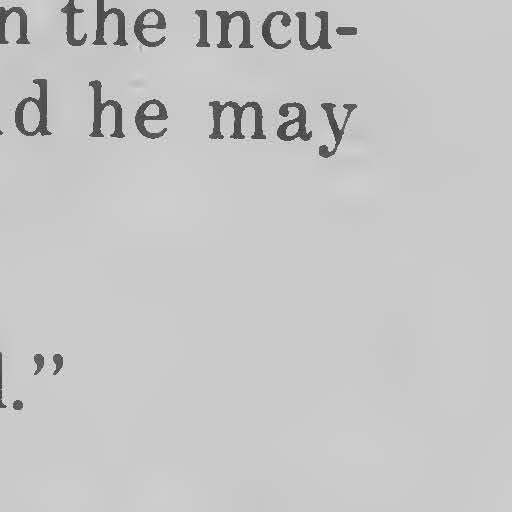 n the incu-
d he may
.”